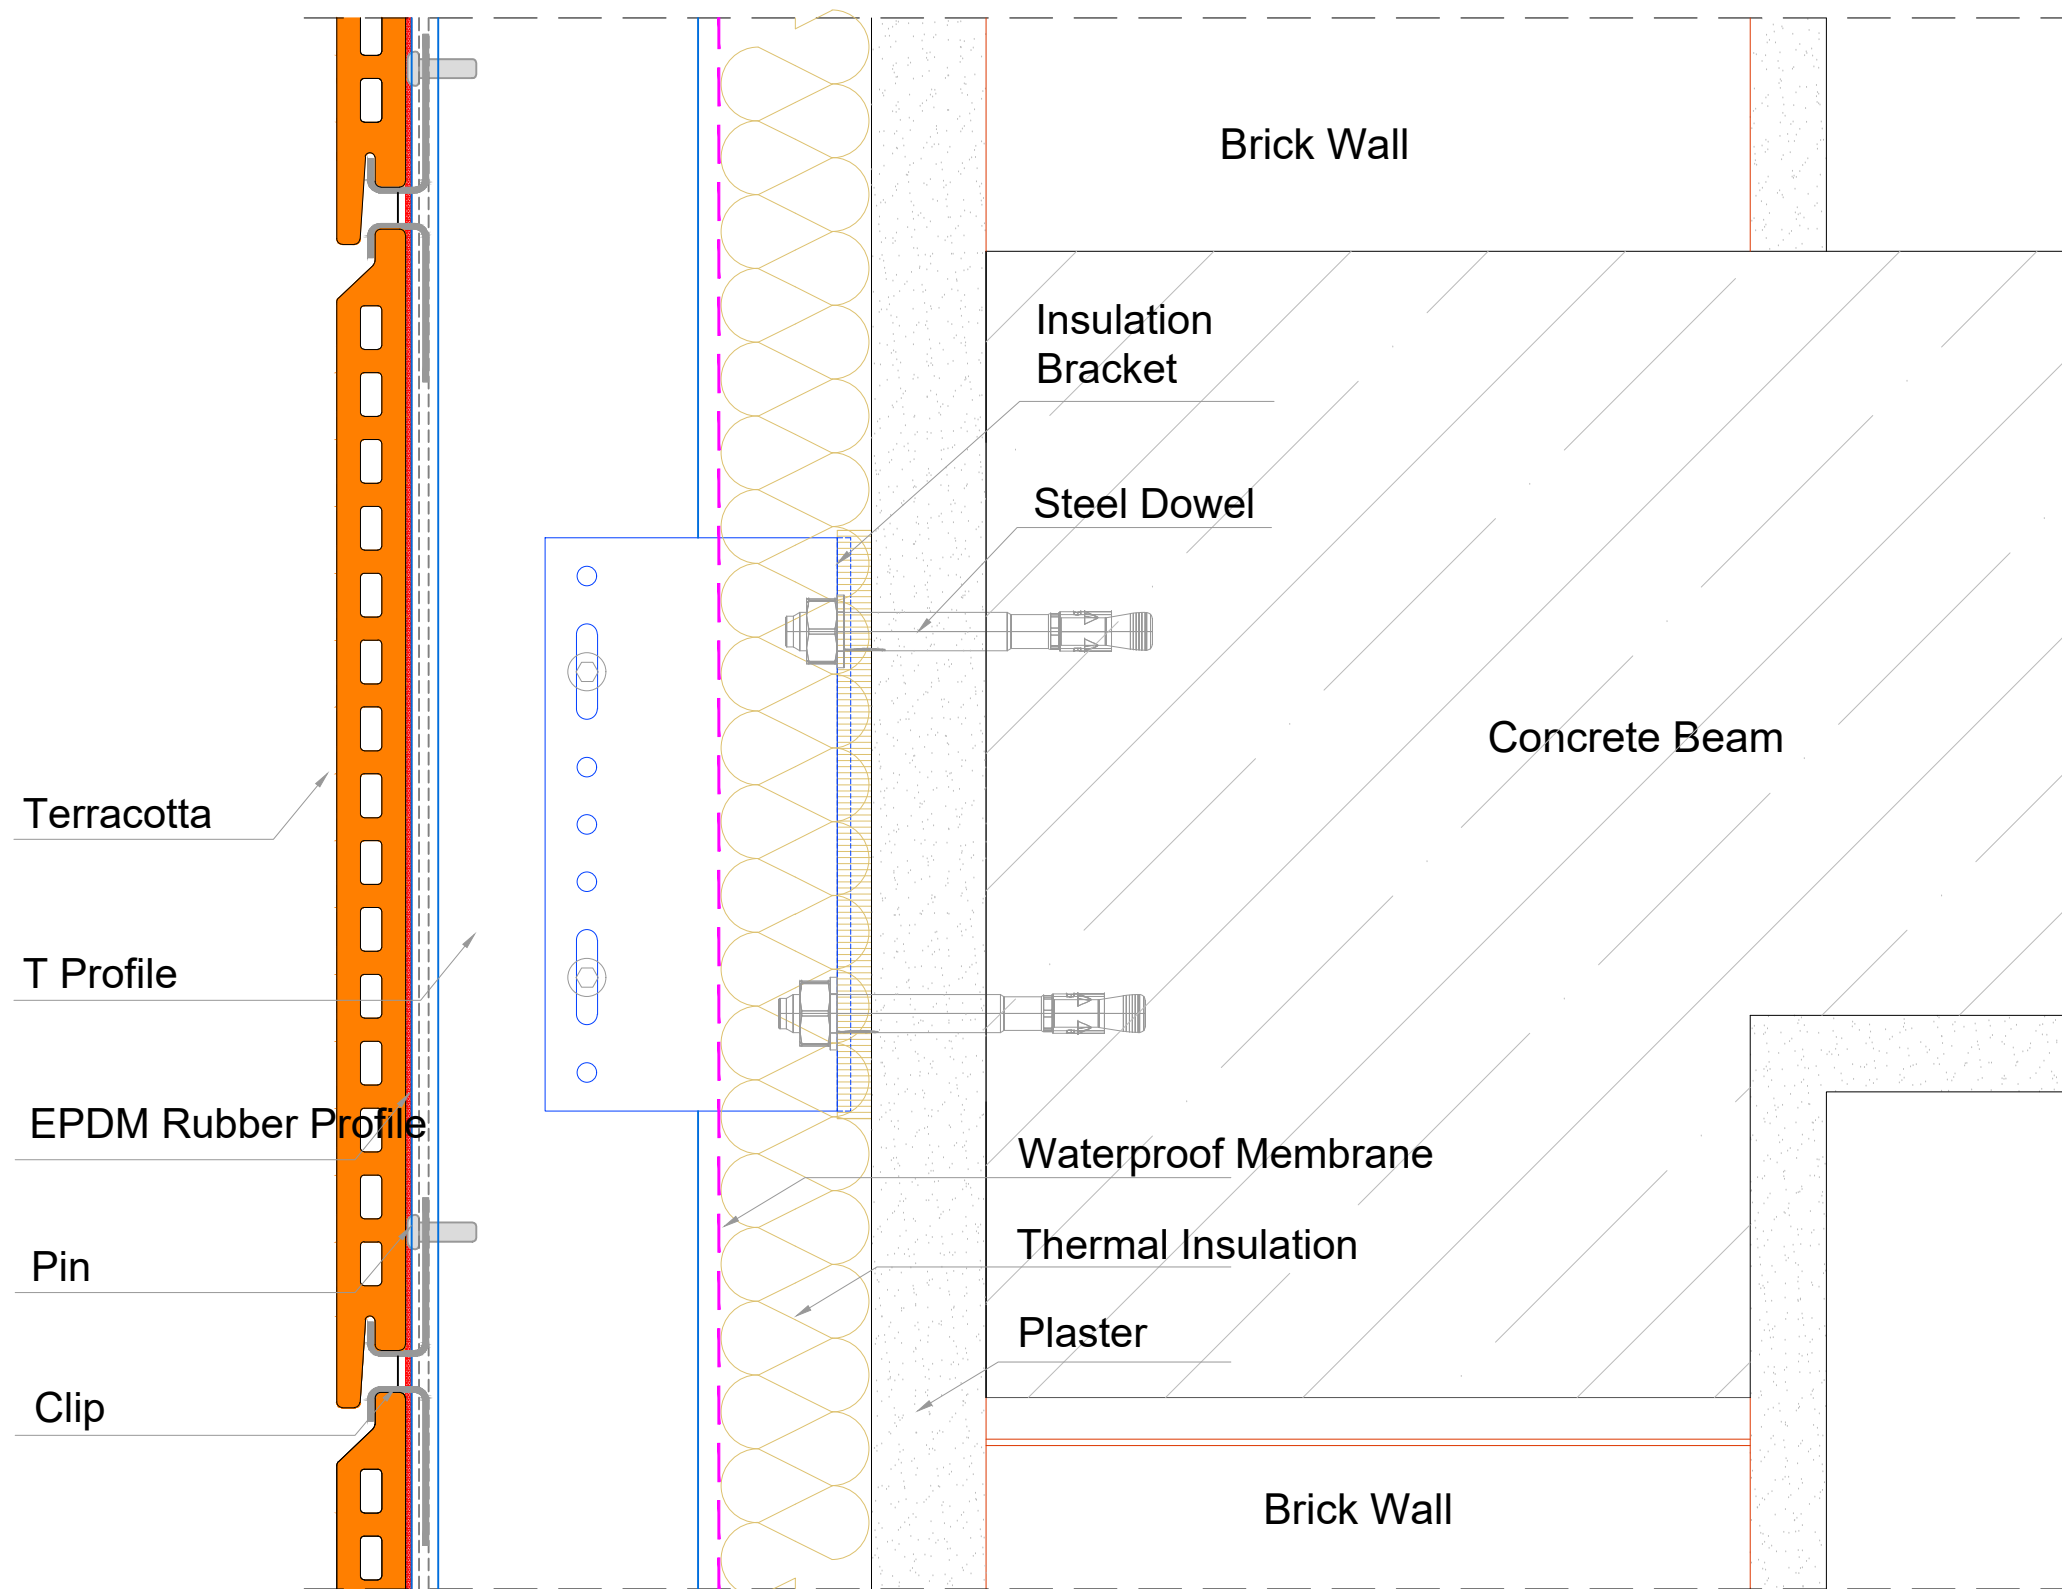 Brick Wall
Insulation
Bracket
Steel Dowel
Concrete Beam
Terracotta
T Profile
EPDM Rubber Profile
Waterproof Membrane
Pin
Thermal Insulation
Plaster
Clip
Brick Wall